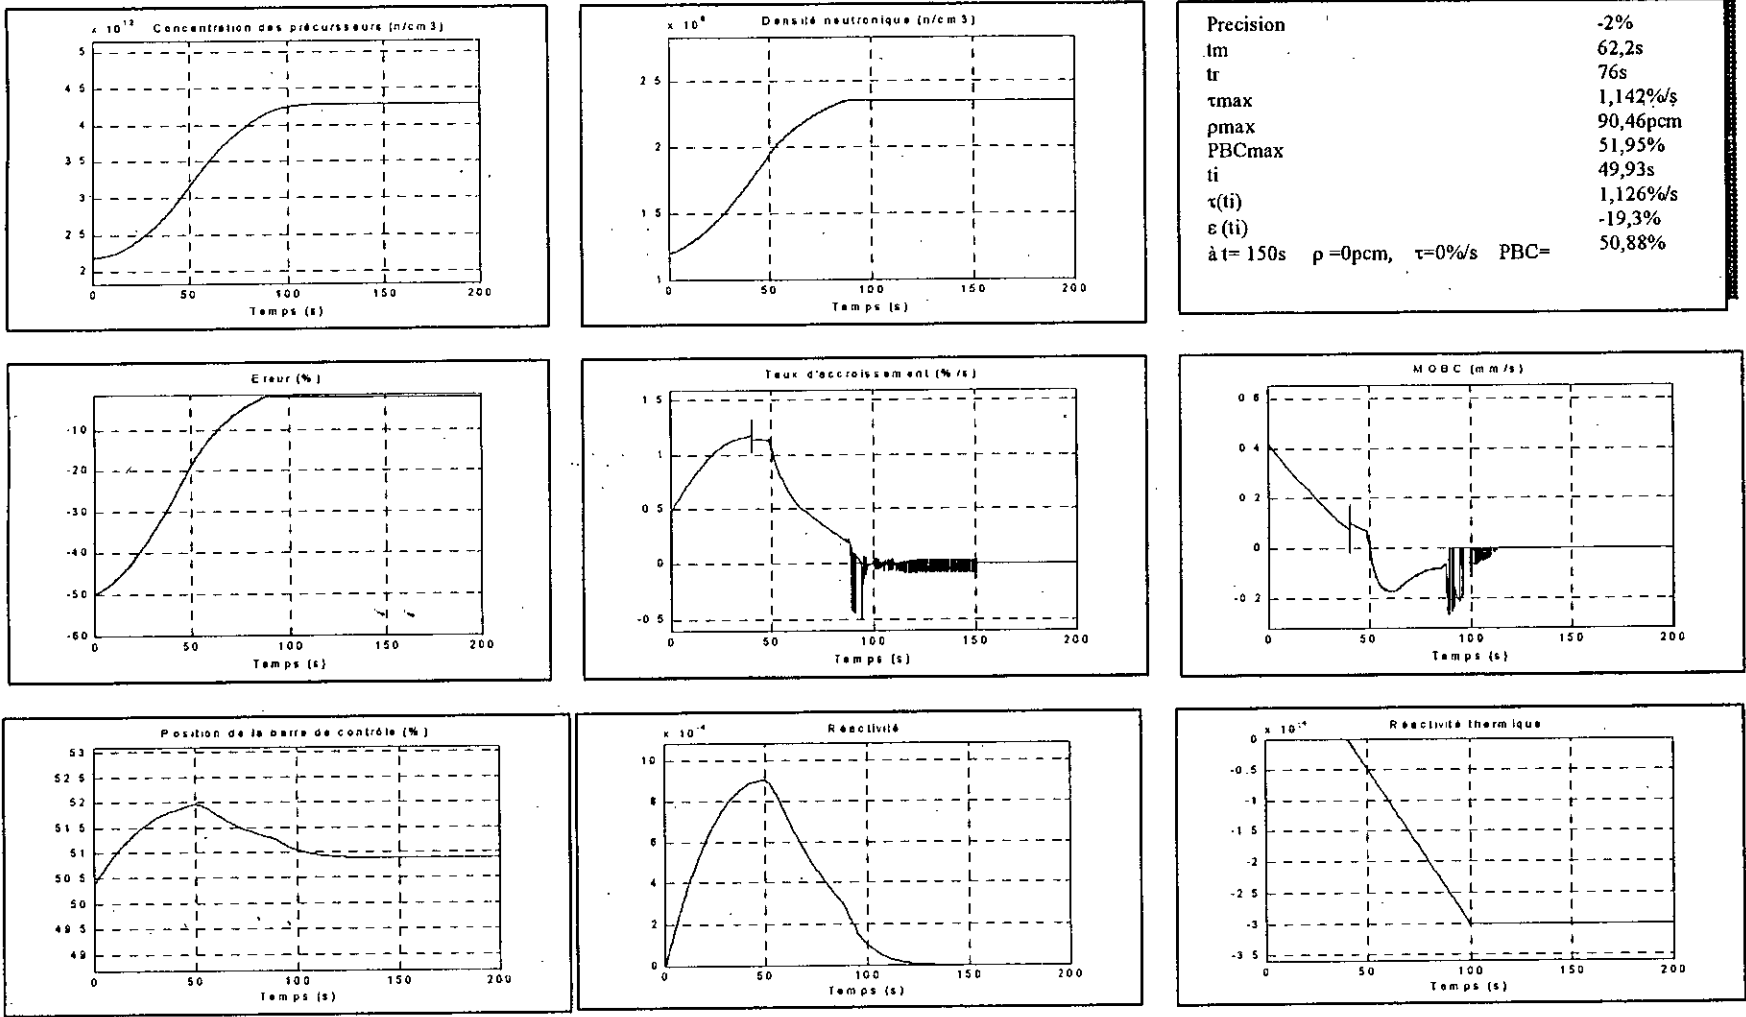 x 10^12 Concentration des précursseurs (n/cm3)
5
4 5
4
3 5
3
2 5
2
0 50 100 150 200
Temps (s)
x 10^8 Densité neutronique (n/cm3)
2 5
2
1 5
1
0 50 100 150 200
Temps (s)
Precision -2%
tm 62,2s
tr 76s
τmax 1,142%/s
ρmax 90,46pcm
PBCmax 51,95%
ti 49,93s
τ(ti) 1,126%/s
ε (ti) -19,3%
à t= 150s ρ =0pcm, τ=0%/s PBC= 50,88%
Erreur (%)
-10
-20
-30
-40
-50
-60
0 50 100 150 200
Temps (s)
Taux d'accroissement (%/s)
1 5
1
0 5
0
-0 5
0 50 100 150 200
Temps (s)
MOBC (mm/s)
0 6
0 4
0 2
0
-0 2
0 50 100 150 200
Temps (s)
Position de la barre de contrôle (%)
53
52 5
52
51 5
51
50 5
50
49 5
49
0 50 100 150 200
Temps (s)
x 10^-4 Réactivité
10
8
6
4
2
0
0 50 100 150 200
Temps (s)
Réactivité thermique
0
-0.5
-1
-1 5
-2
-2 5
-3
-3 5
0 50 100 150 200
Temps (s)